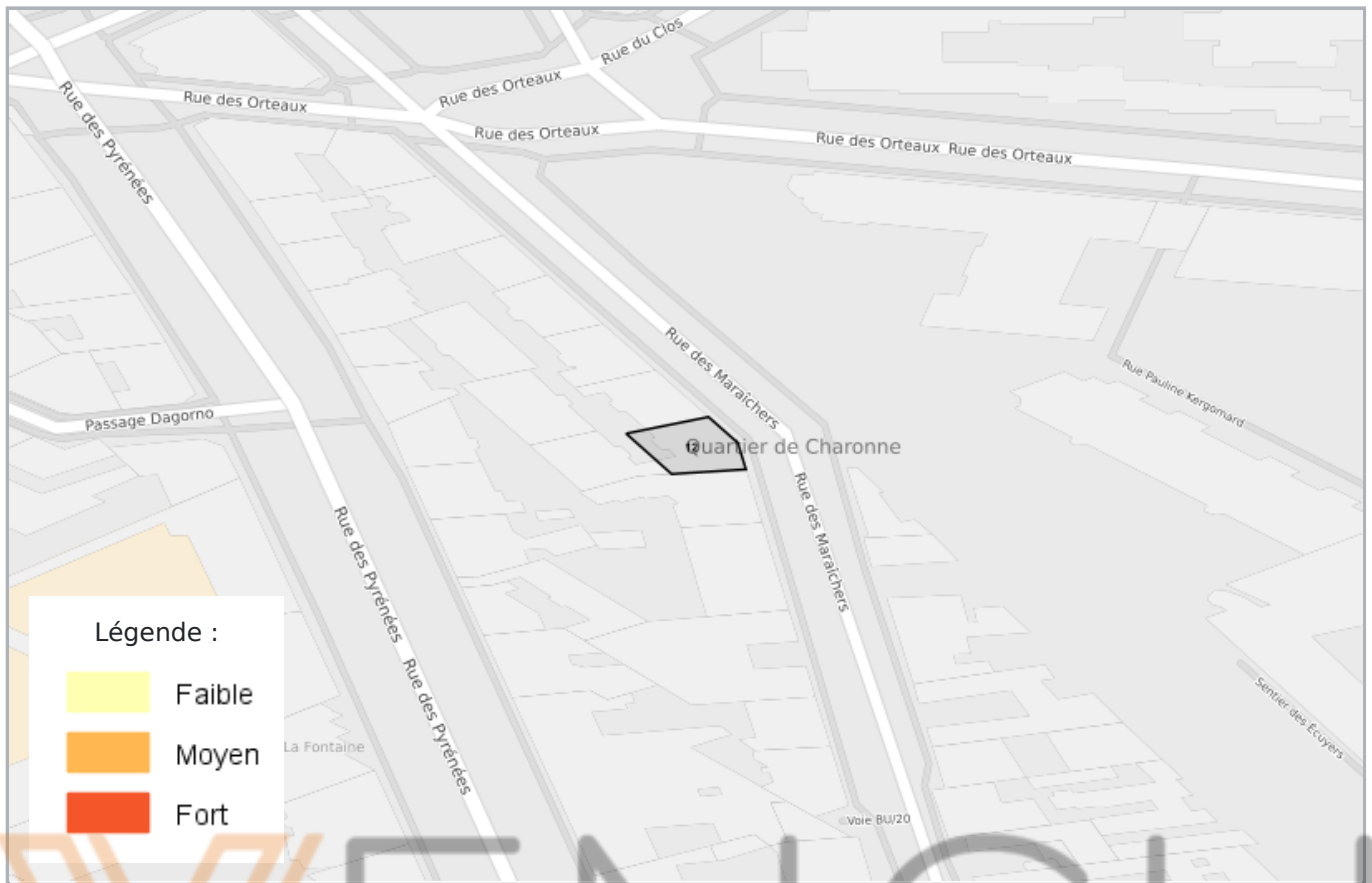 Rue du Clos
Rue des Orteaux
Rue des Pyrénées
Rue des Orteaux
Rue des Orteaux
Rue des Orteaux Rue des Orteaux
Rue des Maraîchers
Rue Pauline Kergomard
Passage Dagorno
12
Quartier de Charonne
Rue des Maraîchers
Rue des Pyrénées
Légende :
Faible
Moyen
Fort
Rue des Pyrénées
La Fontaine
Sentier des Écuyers
Voie BU/20